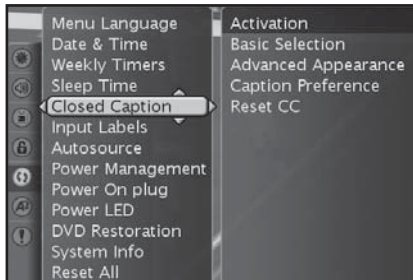 Menu Language
Date & Time
Weekly Timers
Sleep Time
Closed Caption
Input Labels
Autosource
Power Management
Power On plug
Power LED
DVD Restoration
System Info
Reset All
Activation
Basic Selection
Advanced Appearance
Caption Preference
Reset CC